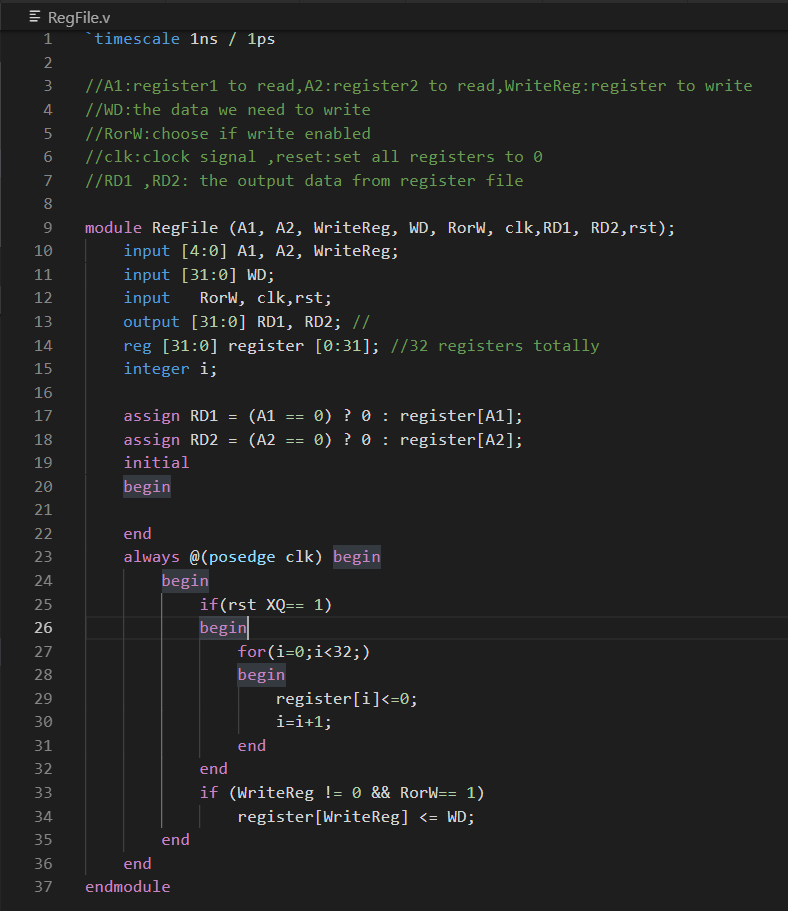 RegFile.v
1 `timescale 1ns / 1ps
2
3 //A1:register1 to read,A2:register2 to read,WriteReg:register to write
4 //WD:the data we need to write
5 //RorW:choose if write enabled
6 //clk:clock signal ,reset:set all registers to 0
7 //RD1 ,RD2: the output data from register file
8
9 module RegFile (A1, A2, WriteReg, WD, RorW, clk,RD1, RD2,rst);
10     input [4:0] A1, A2, WriteReg;
11     input [31:0] WD;
12     input   RorW, clk,rst;
13     output [31:0] RD1, RD2; //
14     reg [31:0] register [0:31]; //32 registers totally
15     integer i;
16
17     assign RD1 = (A1 == 0) ? 0 : register[A1];
18     assign RD2 = (A2 == 0) ? 0 : register[A2];
19     initial
20     begin
21
22     end
23     always @(posedge clk) begin
24         begin
25             if(rst XQ== 1)
26             begin
27                 for(i=0;i<32;)
28                 begin
29                     register[i]<=0;
30                     i=i+1;
31                 end
32             end
33             if (WriteReg != 0 && RorW== 1)
34                 register[WriteReg] <= WD;
35         end
36     end
37 endmodule